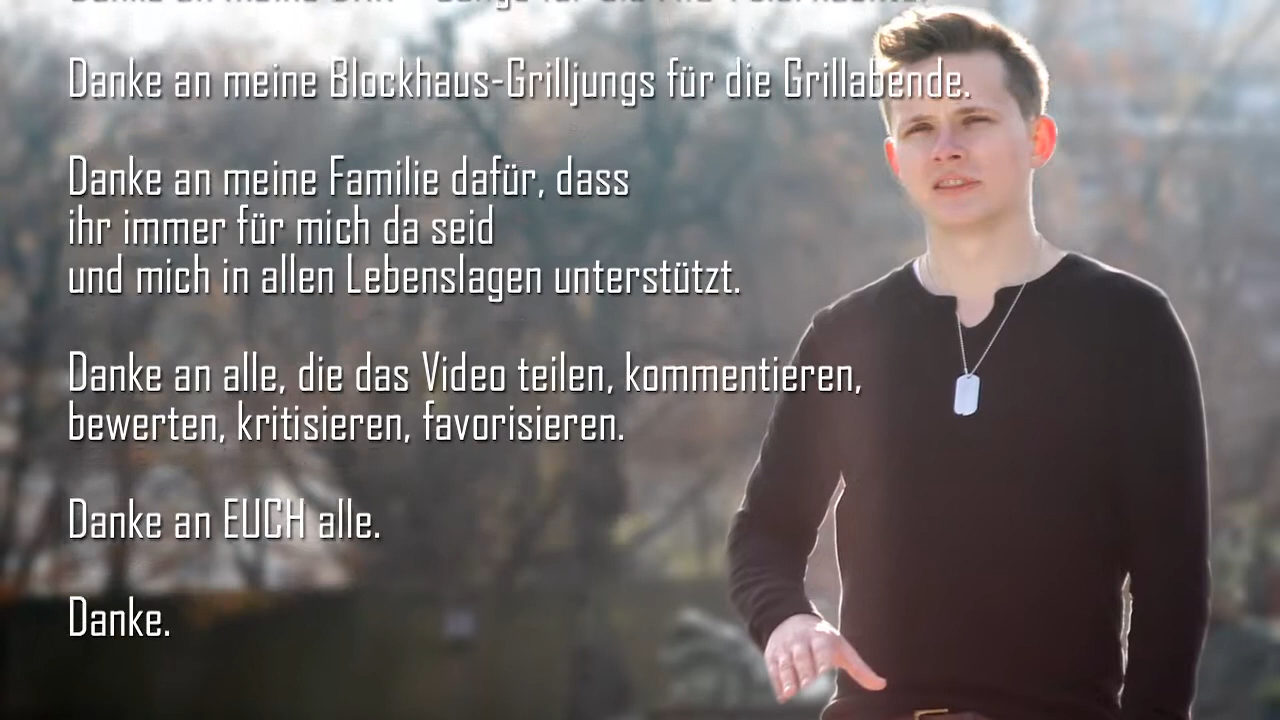 Danke an meine Blockhaus-Grilljungs für die Grillabende.
Danke an meine Familie dafür, dass
ihr immer für mich da seid
und mich in allen Lebenslagen unterstützt.
Danke an alle, die das Video teilen, kommentieren,
bewerten, kritisieren, favorisieren.
Danke an EUCH alle.
Danke.